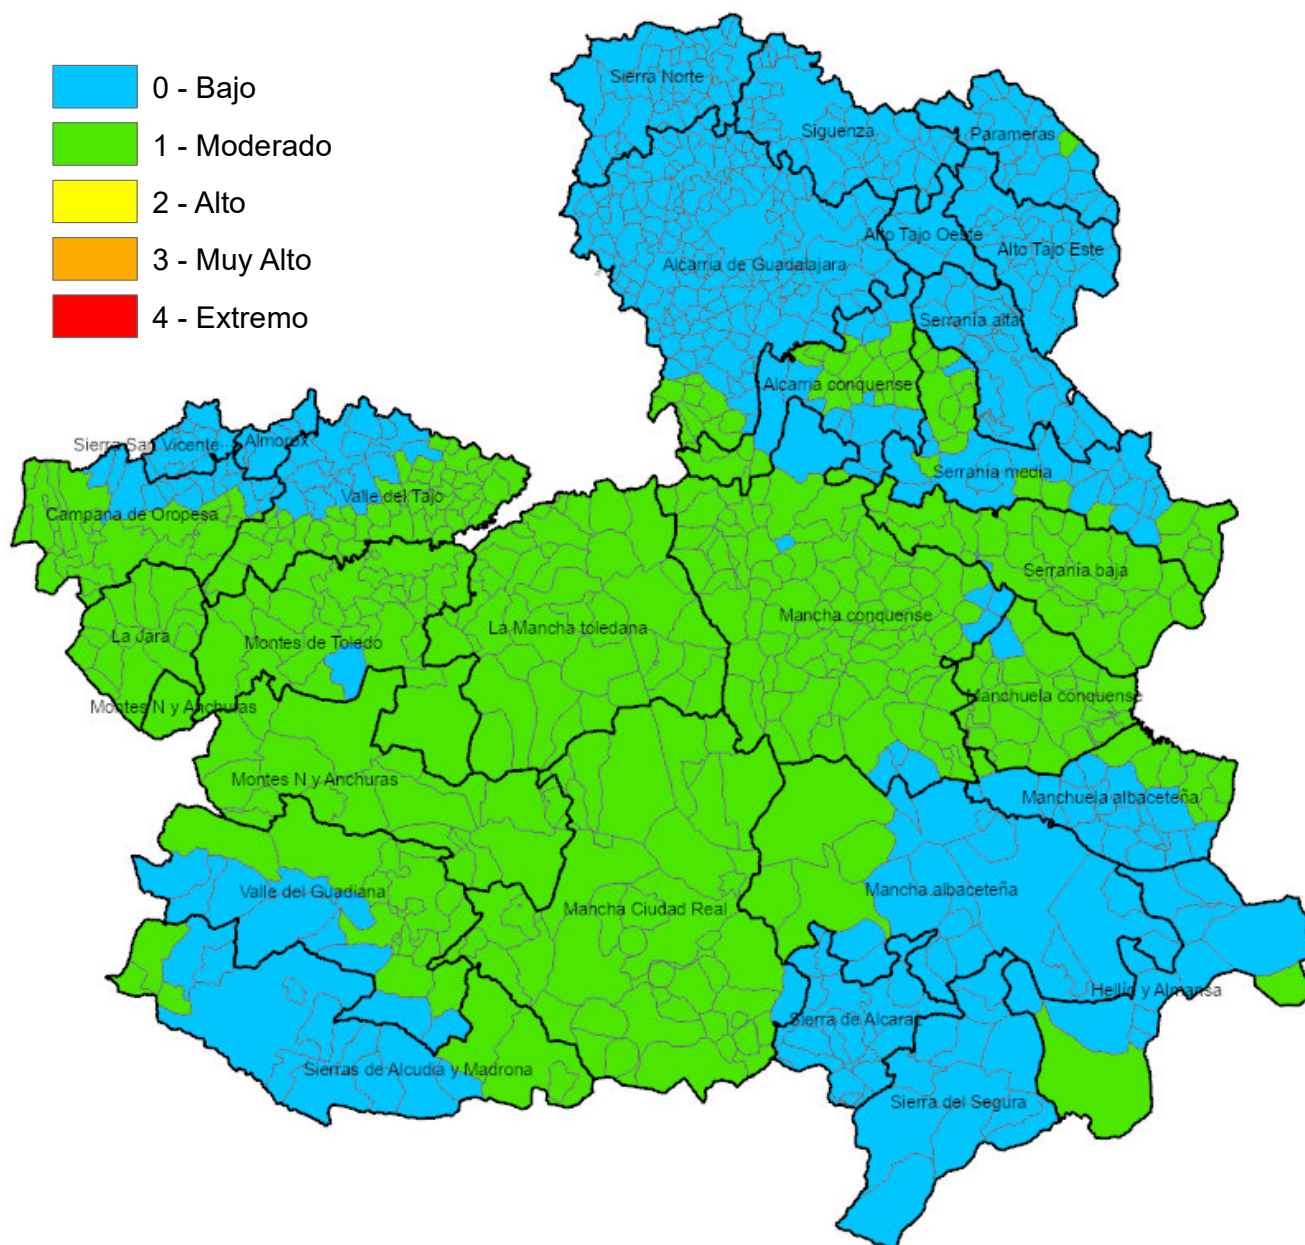 0 - Bajo
1 - Moderado
2 - Alto
3 - Muy Alto
4 - Extremo
Sierra Norte
Siguenza
Parameras
Alto Tajo Oeste
Alto Tajo Este
Alcarria de Guadalajara
Serranía alta
Alcarria conquense
Sierra San Vicente
Almorox
Serranía media
Valle del Tajo
Campana de Oropesa
Serranía baja
Mancha conquense
La Mancha toledana
La Jara
Montes de Toledo
Manchuela conquense
Montes N y Anchuras
Montes N y Anchuras
Manchuela albaceteña
Valle del Guadiana
Mancha albaceteña
Mancha Ciudad Real
Hellín y Almansa
Sierra de Alcaraz
Sierras de Alcudia y Madrona
Sierra del Segura